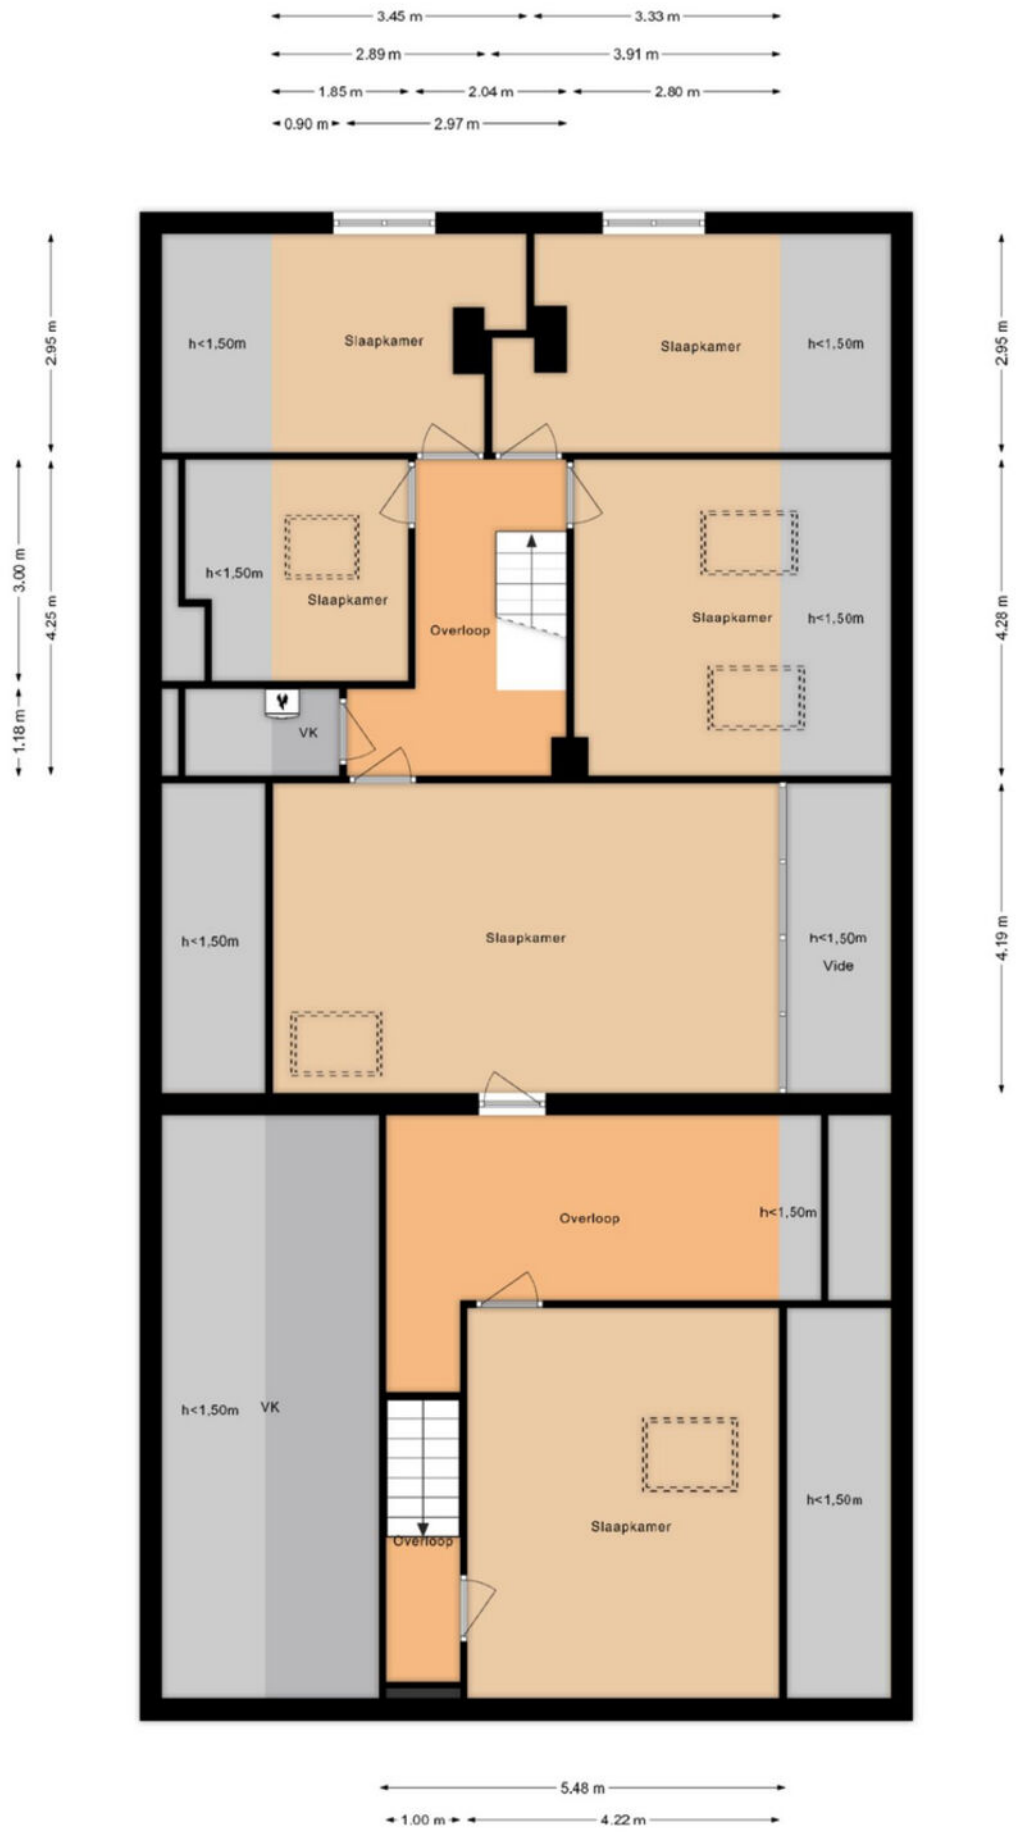 3.45 m 3.33 m
2.89 m 3.91 m
1.85 m 2.04 m 2.80 m
0.90 m 2.97 m
2.95 m
h<1,50m
Slaapkamer
Slaapkamer
h<1,50m
2.95 m
3.00 m
4.25 m
h<1,50m
Slaapkamer
Overloop
Slaapkamer
h<1,50m
4.28 m
1.18 m
VK
h<1,50m
Slaapkamer
h<1,50m
Vide
4.19 m
Overloop
h<1,50m
h<1,50m
VK
Overloop
Slaapkamer
h<1,50m
5.48 m
1.00 m 4.22 m